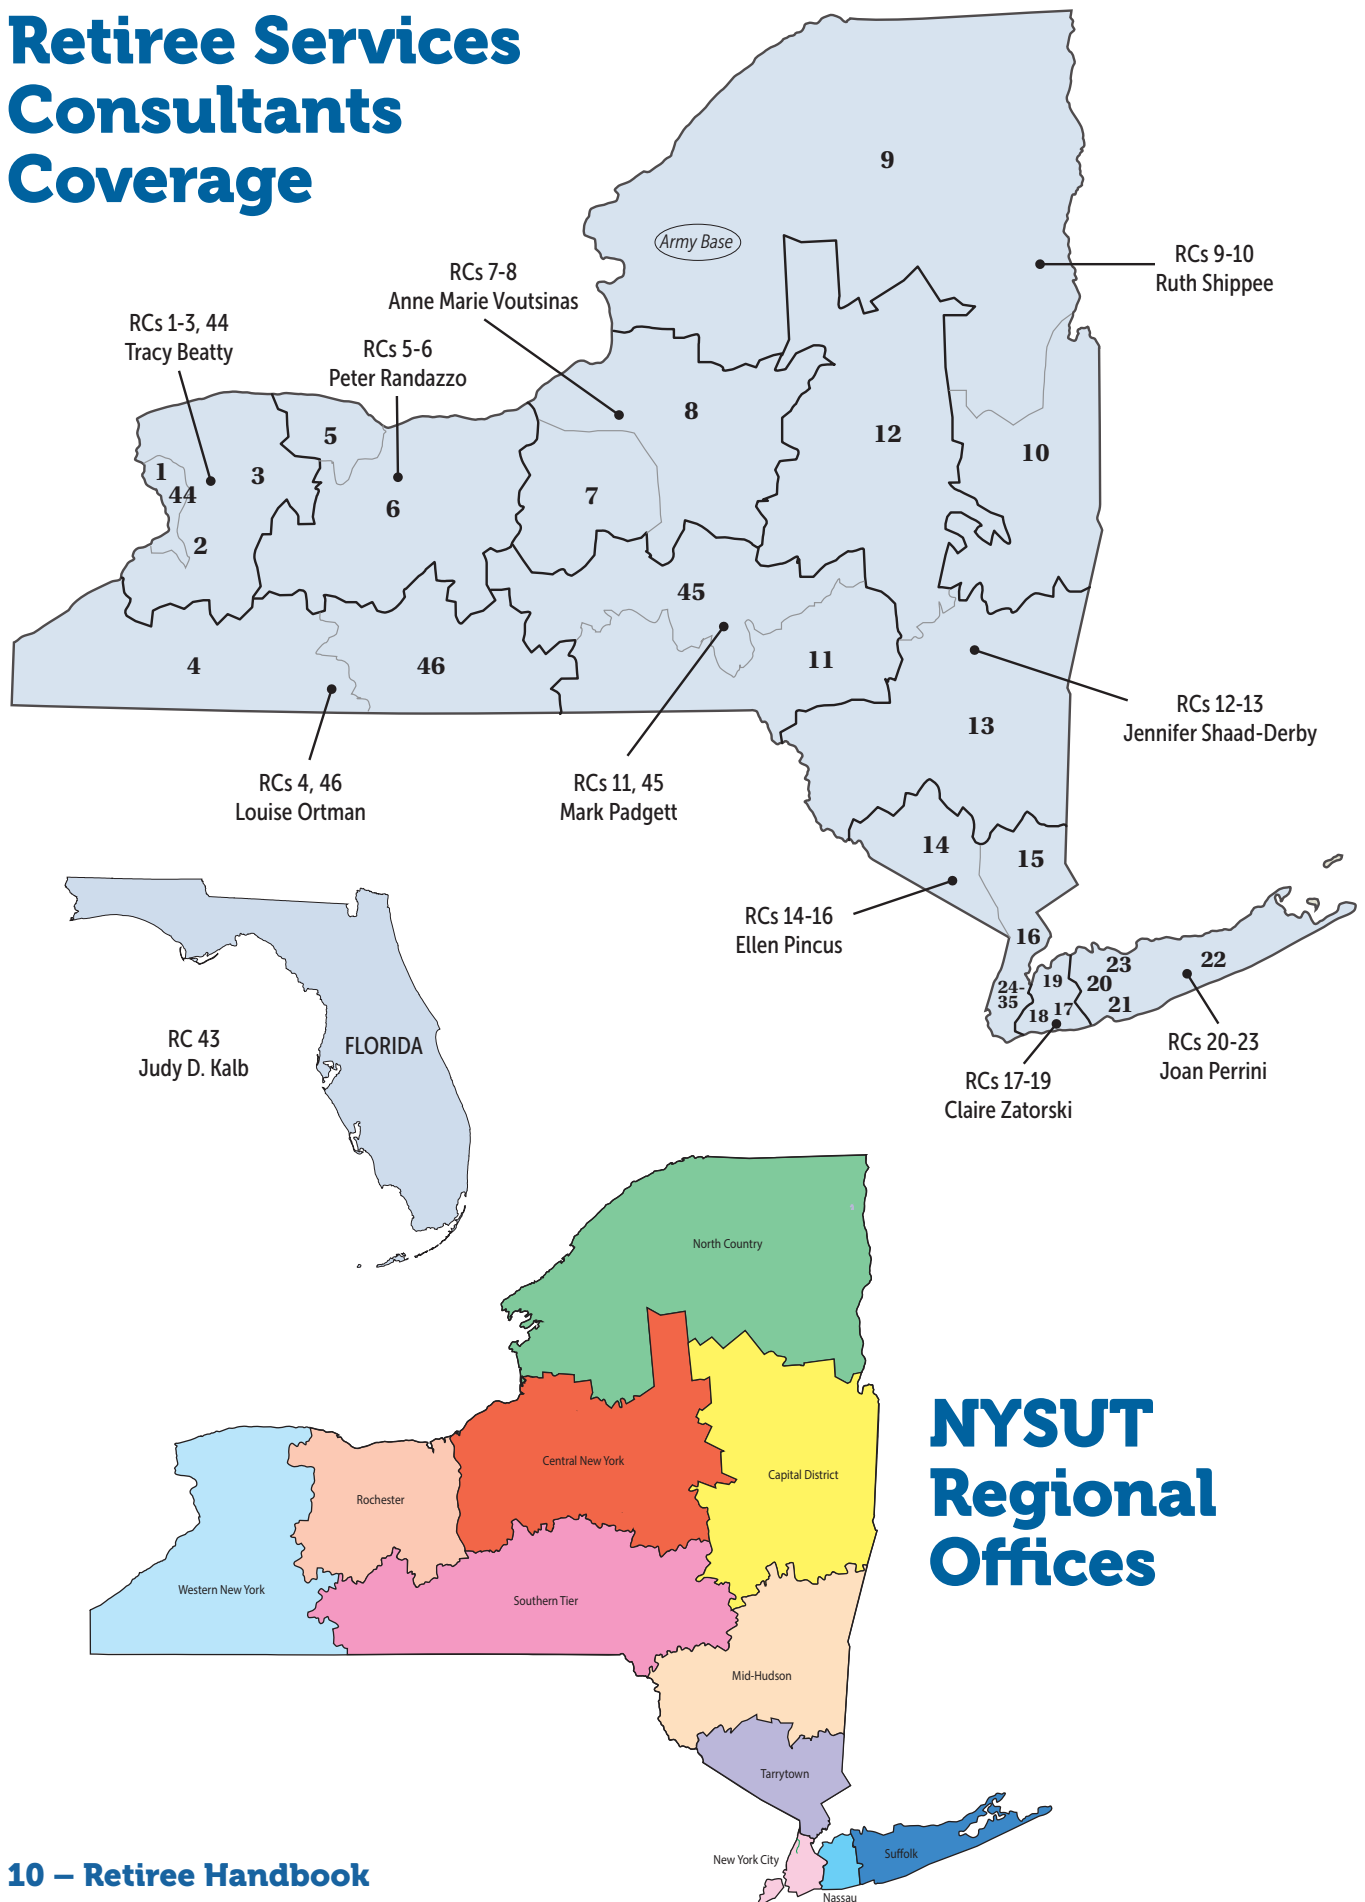 Retiree Services
Consultants
Coverage
9
Army Base
RCs 9-10
Ruth Shippee
RCs 7-8
Anne Marie Voutsinas
RCs 1-3, 44
Tracy Beatty
RCs 5-6
Peter Randazzo
5
8
12
10
1
44
3
2
6
7
45
11
4
46
13
RCs 12-13
Jennifer Shaad-Derby
RCs 4, 46
Louise Ortman
RCs 11, 45
Mark Padgett
14
15
RCs 14-16
Ellen Pincus
16
24-
35
19
18
17
23
20
21
22
RCs 20-23
Joan Perrini
RCs 17-19
Claire Zatorski
RC 43
Judy D. Kalb
FLORIDA
North Country
Central New York
Capital District
Rochester
Western New York
Southern Tier
Mid-Hudson
Tarrytown
New York City
Nassau
Suffolk
NYSUT
Regional
Offices
10 – Retiree Handbook